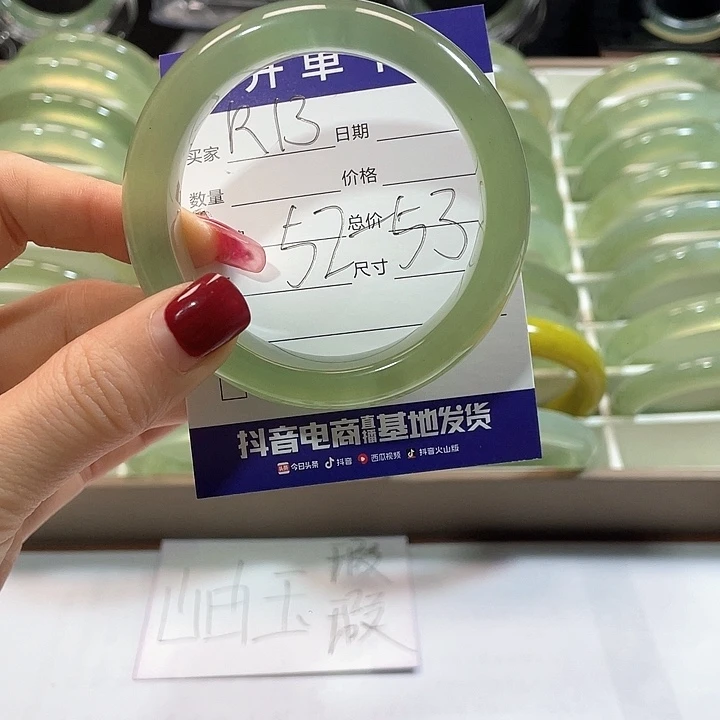 开单卡
买家 R13 日期
数量 价格
52-53 总价
尺寸
抖音电商直播基地发货
今日头条 抖音 西瓜视频 抖音火山版
岫玉